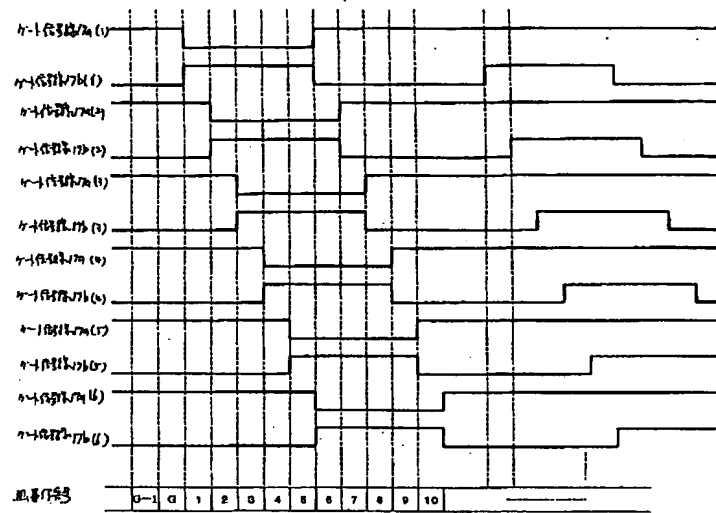 ゲート信号線17a(1)
ゲート信号線17b(1)
ゲート信号線17a(2)
ゲート信号線17b(2)
ゲート信号線17a(3)
ゲート信号線17b(3)
ゲート信号線17a(4)
ゲート信号線17b(4)
ゲート信号線17a(5)
ゲート信号線17b(5)
ゲート信号線17a(6)
ゲート信号線17b(6)
G-1 G 1 2 3 4 5 6 7 8 9 10